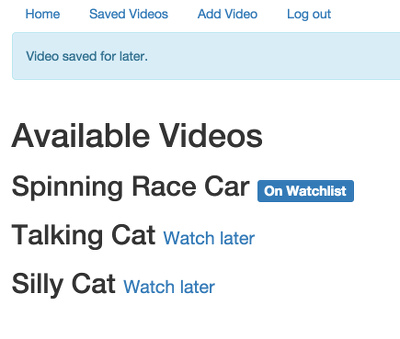 Home Saved Videos Add Video Log out
Video saved for later.
Available Videos
Spinning Race Car On Watchlist
Talking Cat Watch later
Silly Cat Watch later